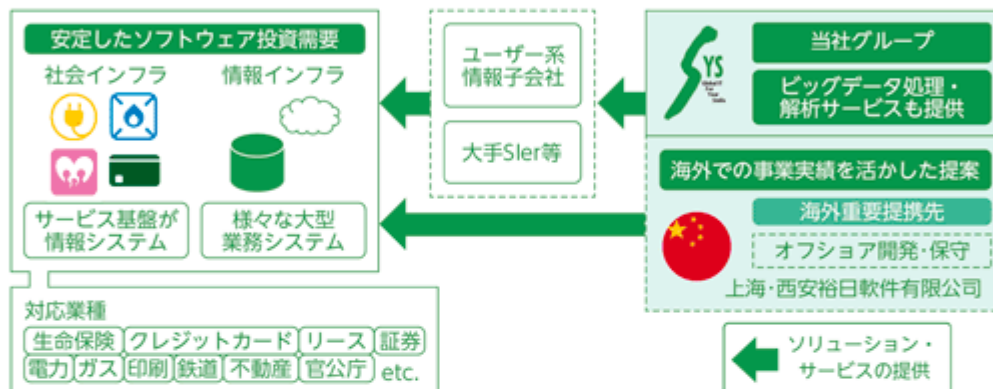 安定したソフトウェア投資需要
社会インフラ
情報インフラ
サービス基盤が
情報システム
様々な大型
業務システム
対応業種
生命保険 クレジットカード リース 証券
電力 ガス 印刷 鉄道 不動産 官公庁 etc.
ユーザー系
情報子会社
大手SIer等
SYS
当社グループ
ビッグデータ処理・
解析サービスも提供
海外での事業実績を活かした提案
海外重要提携先
オフショア開発・保守
上海・西安裕日軟件有限公司
ソリューション・
サービスの提供